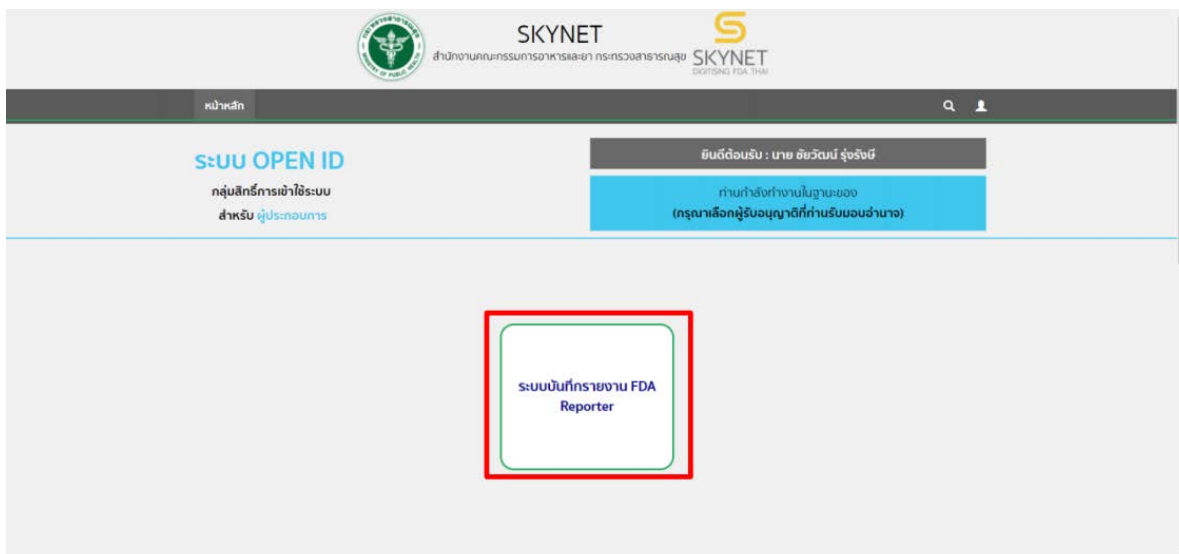 SKYNET
สำนักงานคณะกรรมการอาหารและยา กระทรวงสาธารณสุข
SKYNET
DIGITISING FDA THAI
หน้าหลัก
ระบบ OPEN ID
กลุ่มสิทธิ์การเข้าใช้ระบบ
สำหรับ ผู้ประกอบการ
ยินดีต้อนรับ : นาย ชัยวัฒน์ รุ่งรังษี
ท่านกำลังทำงานในฐานะของ
(กรุณาเลือกผู้รับอนุญาติที่ท่านรับมอบอำนาจ)
ระบบบันทึกรายงาน FDA
Reporter